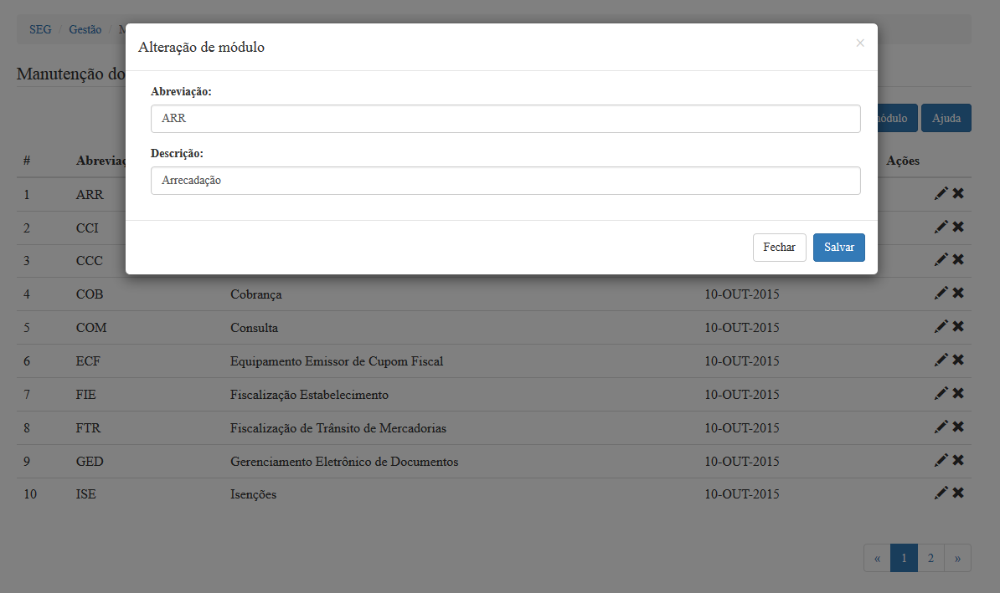 SEG / Gestão /
Alteração de módulo ×
Manutenção do
Abreviação:
ARR
Ajuda
Descrição:
Arrecadação
# Ações
1 ARR
2 CCI
3 CCC
Fechar Salvar
4 COB Cobrança 10-OUT-2015
5 COM Consulta 10-OUT-2015
6 ECF Equipamento Emissor de Cupom Fiscal 10-OUT-2015
7 FIE Fiscalização Estabelecimento 10-OUT-2015
8 FTR Fiscalização de Trânsito de Mercadorias 10-OUT-2015
9 GED Gerenciamento Eletrônico de Documentos 10-OUT-2015
10 ISE Isenções 10-OUT-2015
« 1 2 »